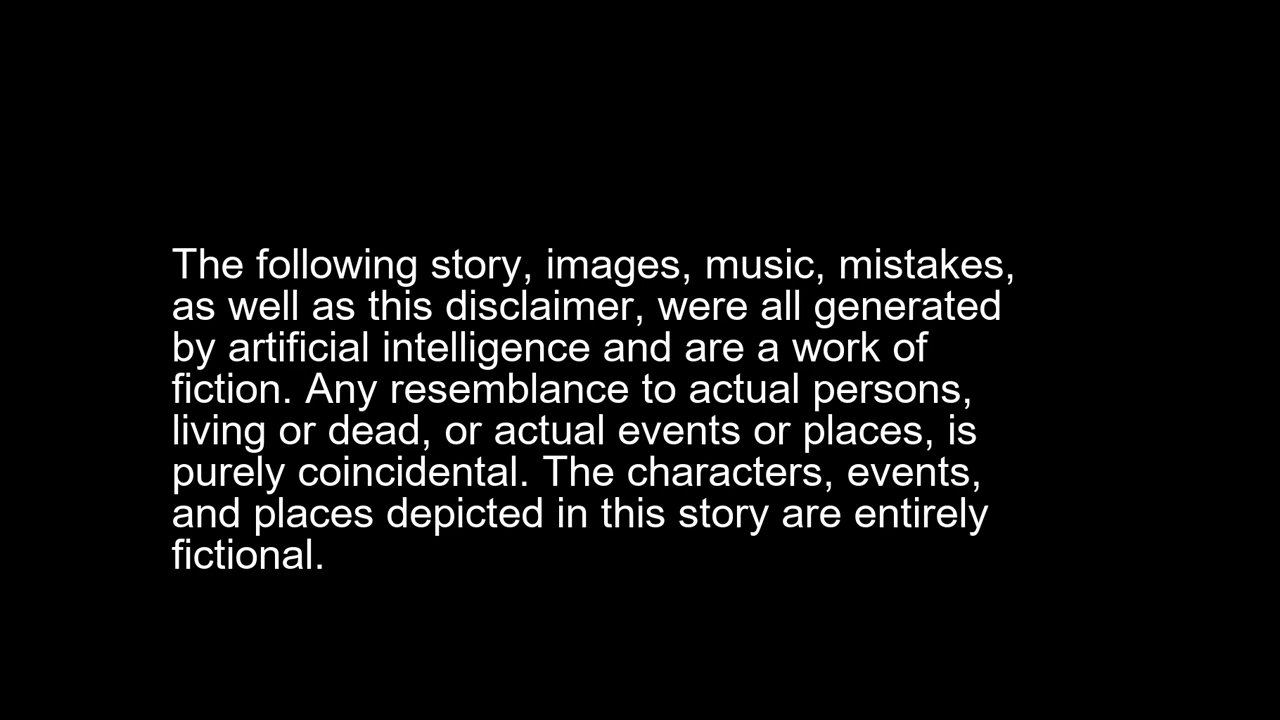 The following story, images, music, mistakes,
as well as this disclaimer, were all generated
by artificial intelligence and are a work of
fiction. Any resemblance to actual persons,
living or dead, or actual events or places, is
purely coincidental. The characters, events,
and places depicted in this story are entirely
fictional.